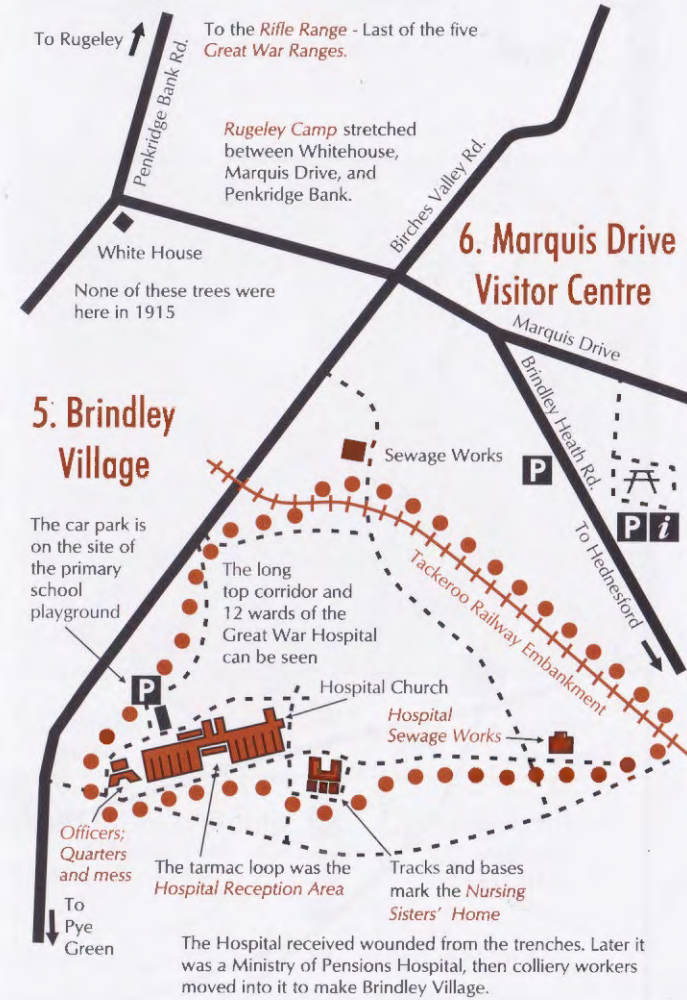 To Rugeley
To the Rifle Range - Last of the five
Great War Ranges.
Penkridge Bank Rd.
Rugeley Camp stretched
between Whitehouse,
Marquis Drive, and
Penkridge Bank.
Birches Valley Rd.
White House
None of these trees were
here in 1915
6. Marquis Drive
Visitor Centre
Marquis Drive
Brindley Heath Rd.
To Hednesford
P
P i
5. Brindley
Village
Sewage Works
The car park is
on the site of
the primary
school
playground
The long
top corridor and
12 wards of the
Great War Hospital
can be seen
Tackeroo Railway Embankment
P
Hospital Church
Hospital
Sewage Works
Officers;
Quarters
and mess
The tarmac loop was the
Hospital Reception Area
Tracks and bases
mark the Nursing
Sisters' Home
To
Pye
Green
The Hospital received wounded from the trenches. Later it
was a Ministry of Pensions Hospital, then colliery workers
moved into it to make Brindley Village.